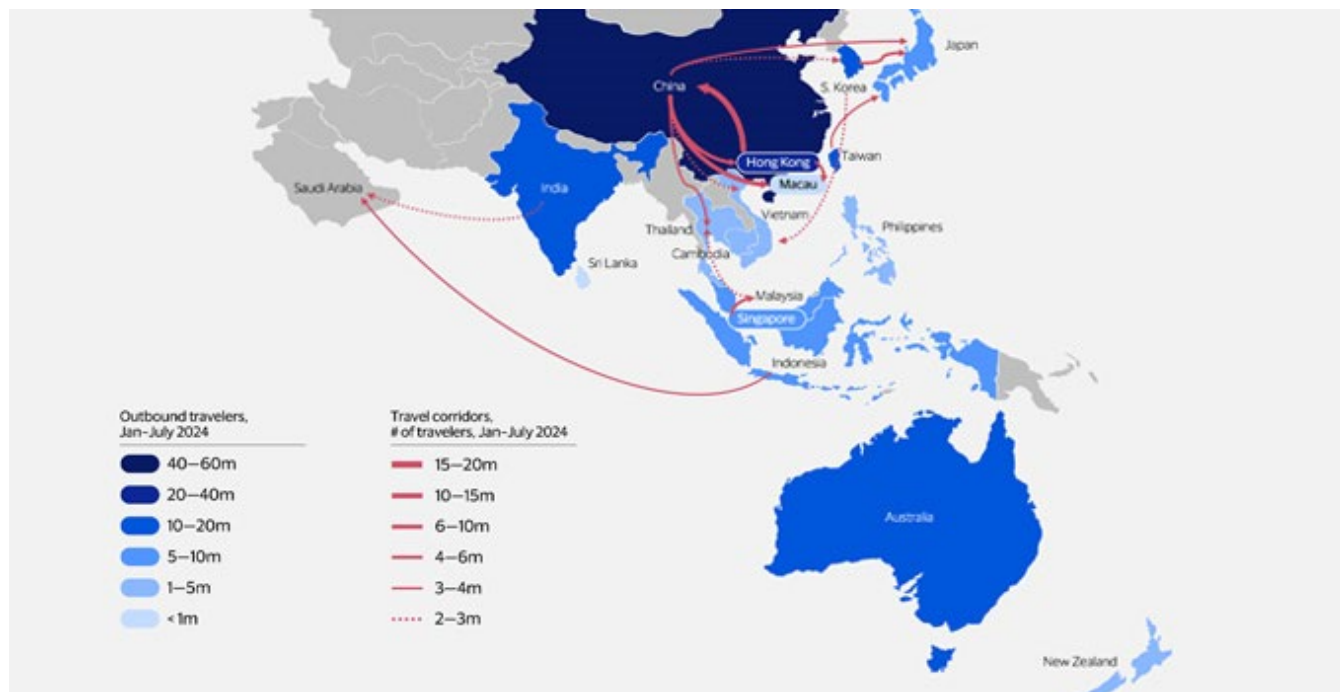 Japan
China
S. Korea
Hong Kong
Taiwan
Macau
Saudi Arabia
India
Vietnam
Thailand
Philippines
Cambodia
Sri Lanka
Malaysia
Singapore
Indonesia
Outbound travelers,
Jan–July 2024
40–60m
20–40m
10–20m
5–10m
1–5m
<1m
Travel corridors,
# of travelers, Jan–July 2024
15–20m
10–15m
6–10m
4–6m
3–4m
2–3m
Australia
New Zealand